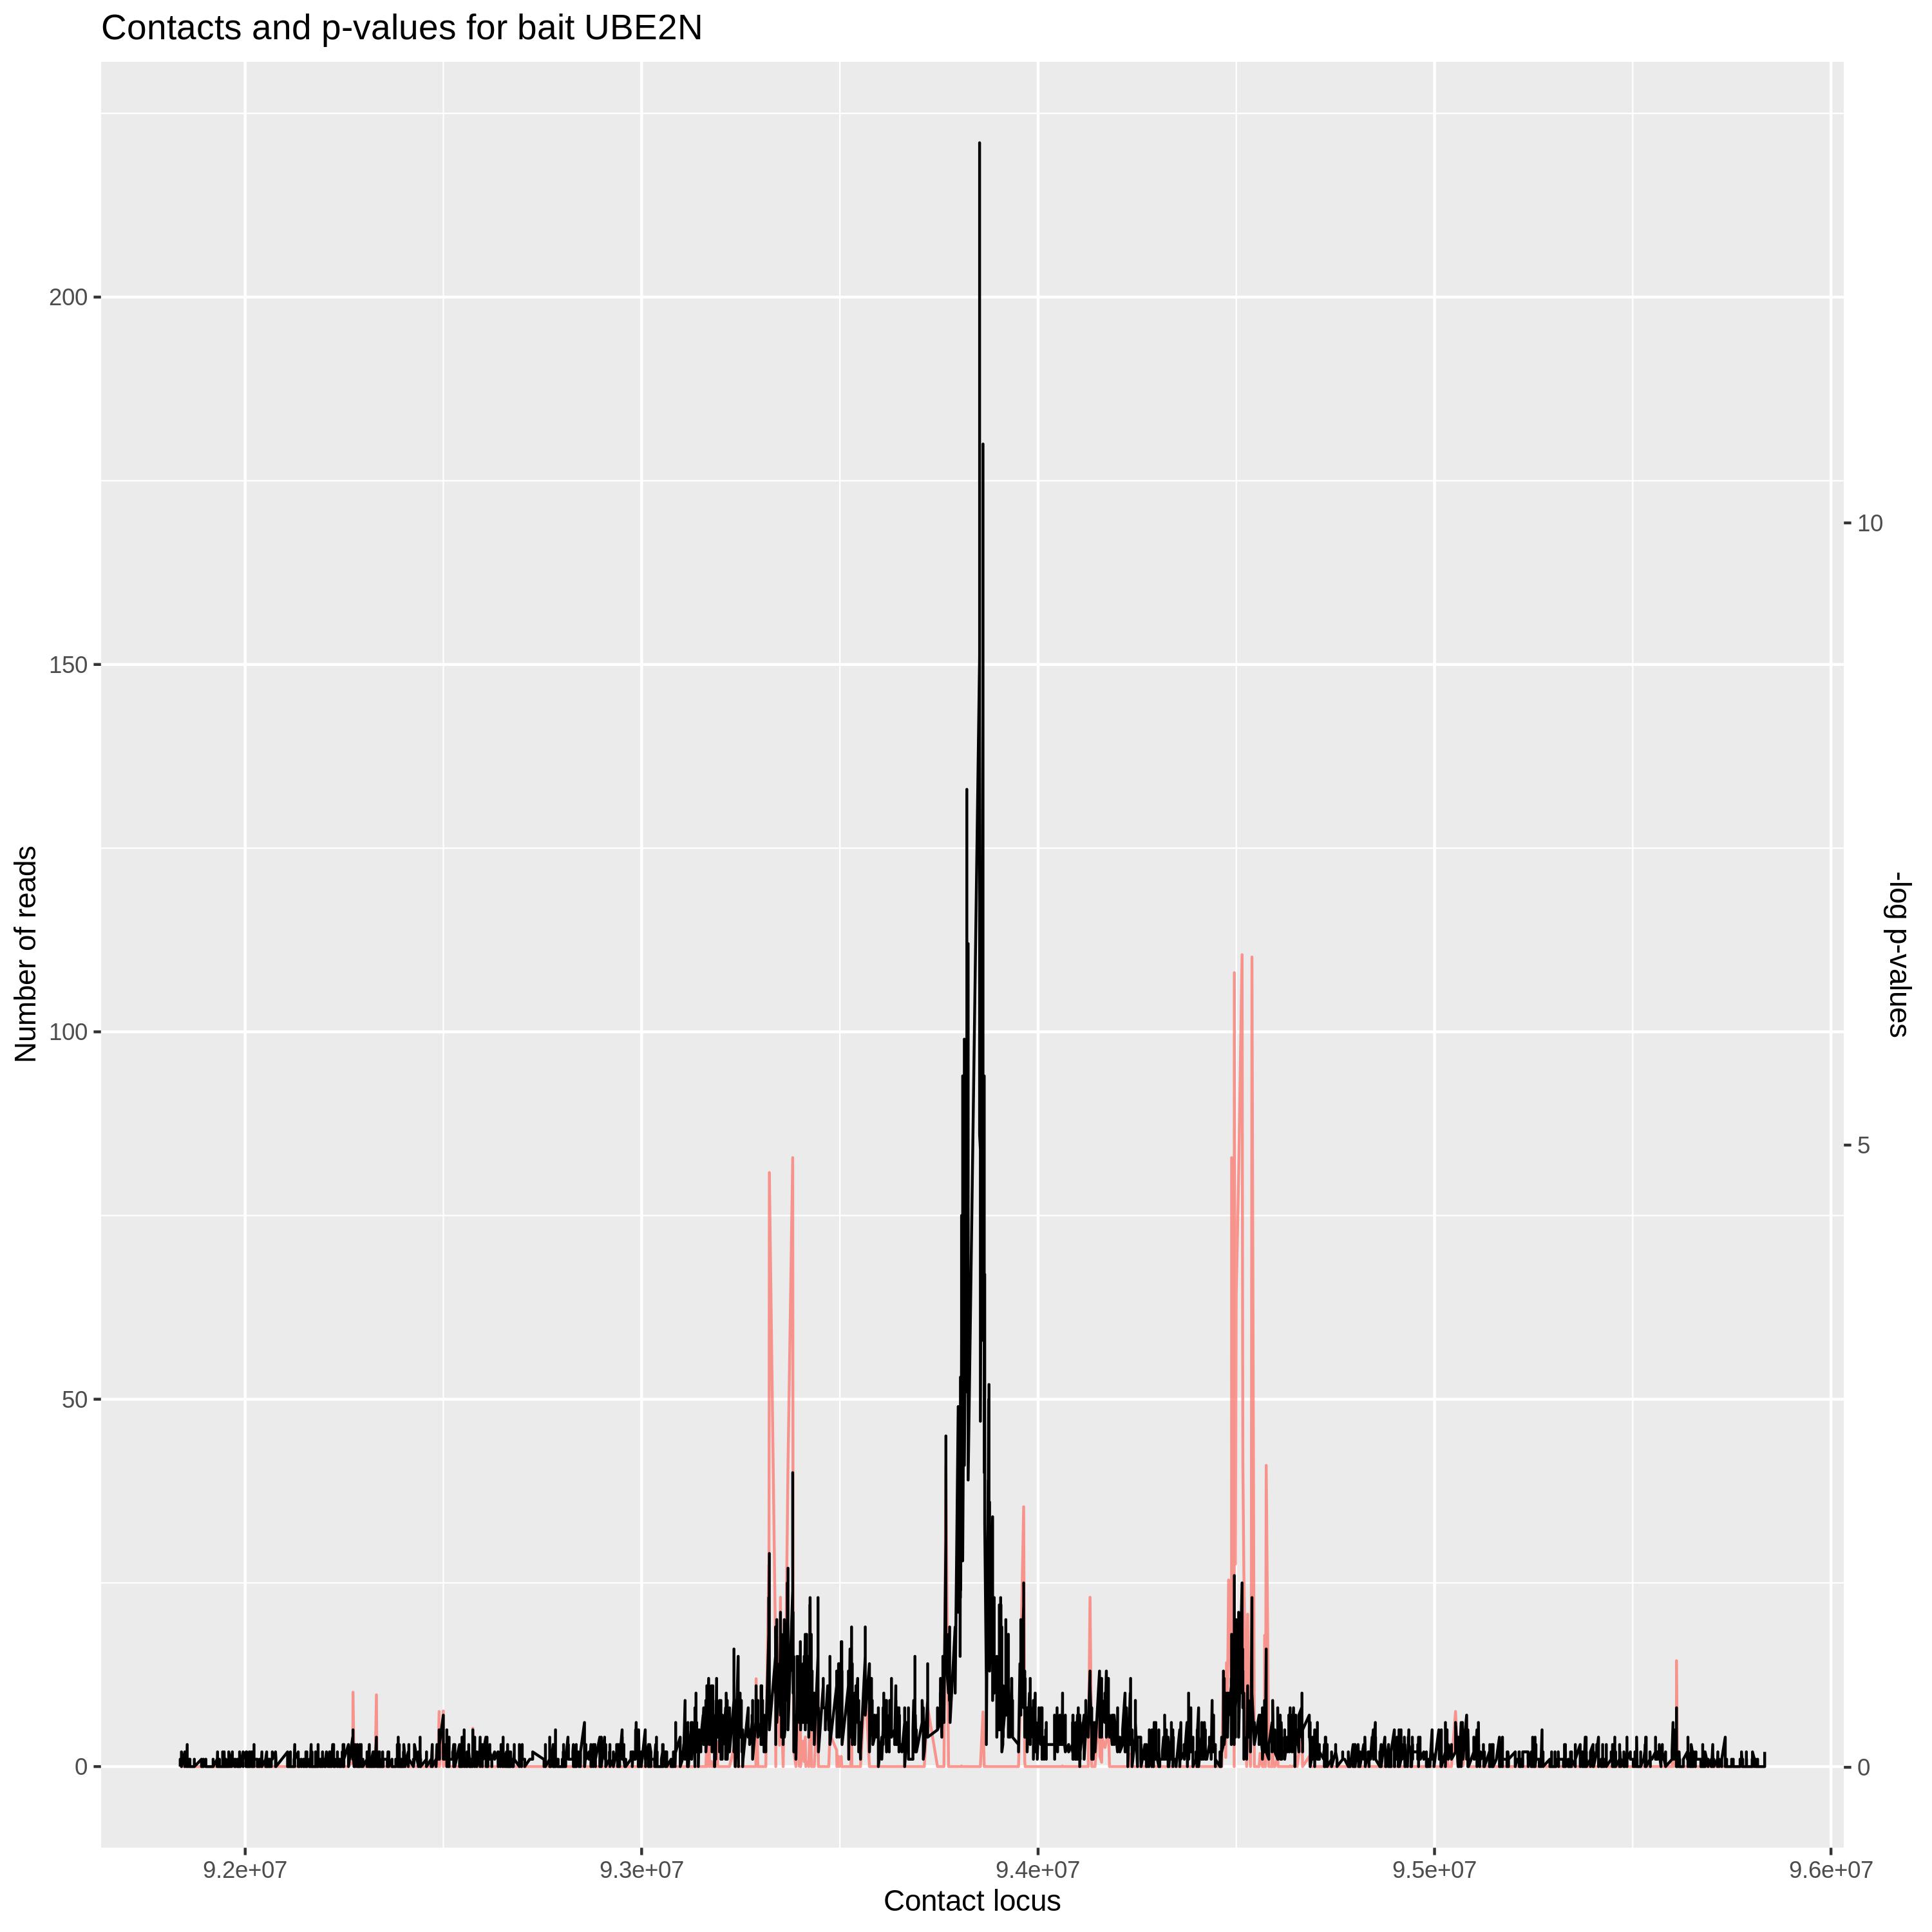 Contacts and p-values for bait UBE2N
200
150
100
50
0
Number of reads
10
5
0
-log p-values
9.2e+07
9.3e+07
9.4e+07
9.5e+07
9.6e+07
Contact locus